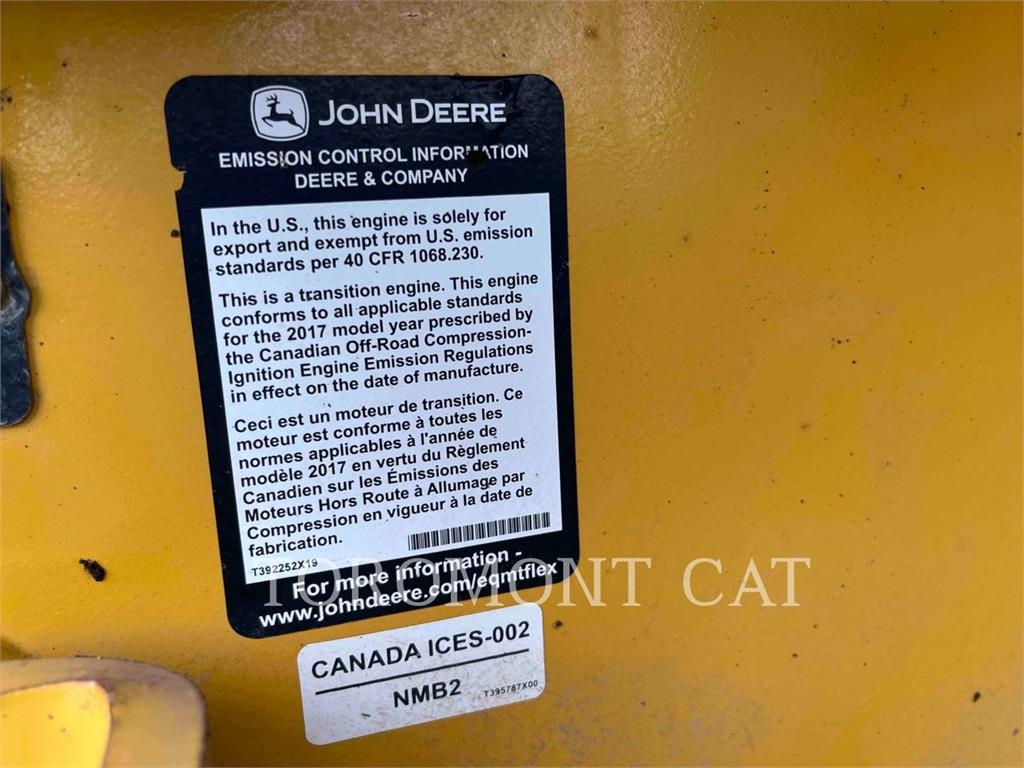 JOHN DEERE
EMISSION CONTROL INFORMATION
DEERE & COMPANY
In the U.S., this engine is solely for
export and exempt from U.S. emission
standards per 40 CFR 1068.230.
This is a transition engine. This engine
conforms to all applicable standards
for the 2017 model year prescribed by
the Canadian Off-Road Compression-
Ignition Engine Emission Regulations
in effect on the date of manufacture.
Ceci est un moteur de transition. Ce
moteur est conforme à toutes les
normes applicables à l'année de
modèle 2017 en vertu du Règlement
Canadien sur les Émissions des
Moteurs Hors Route à Allumage par
Compression en vigueur à la date de
fabrication.
T392252X19
For more information -
www.johndeere.com/eqmtflex
TOROMONT CAT
CANADA ICES-002
NMB2
T395787X00